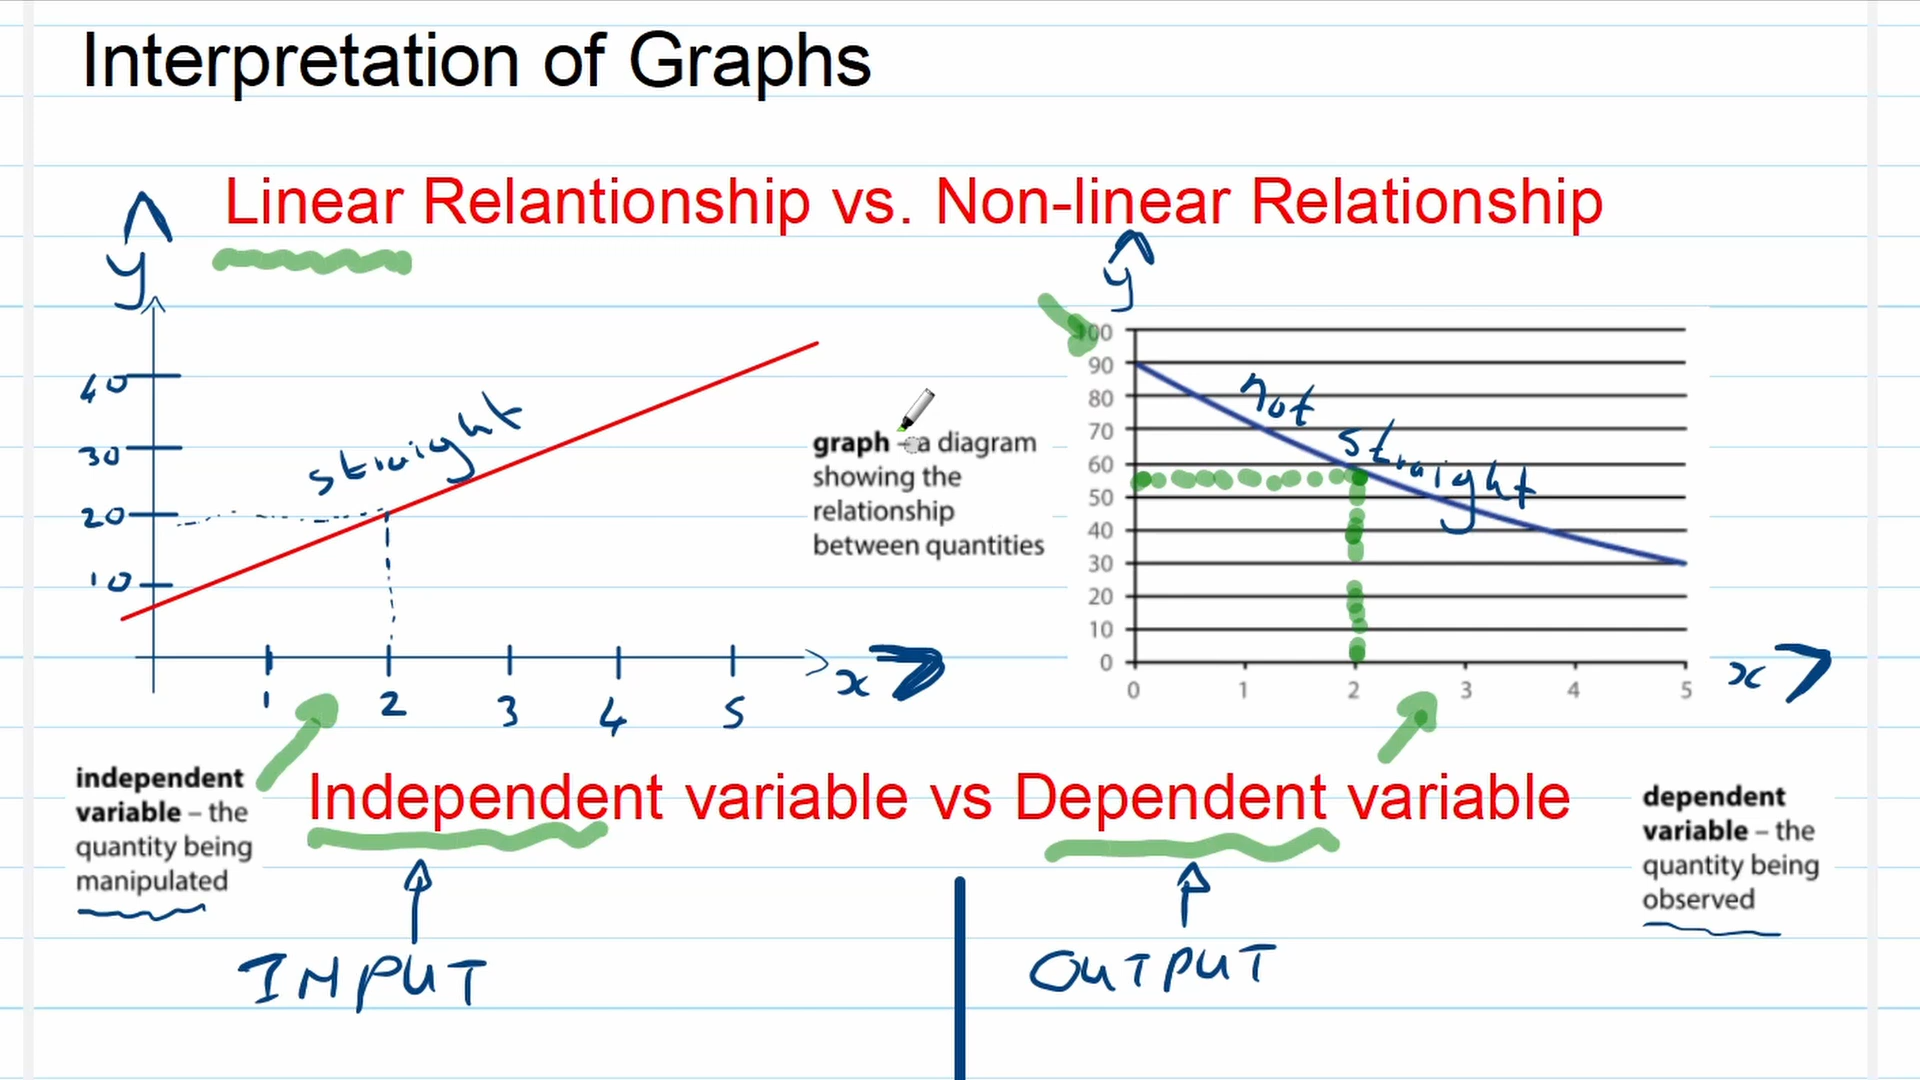 Interpretation of Graphs
Linear Relantionship vs. Non-linear Relationship
y
40
30
20
10
straight
1 2 3 4 5
x
graph – a diagram
showing the
relationship
between quantities
y
100
90
80
70
60
50
40
30
20
10
0
not
straight
0 1 2 3 4 5
x
independent
variable – the
quantity being
manipulated
Independent variable vs Dependent variable
dependent
variable – the
quantity being
observed
INPUT
OUTPUT